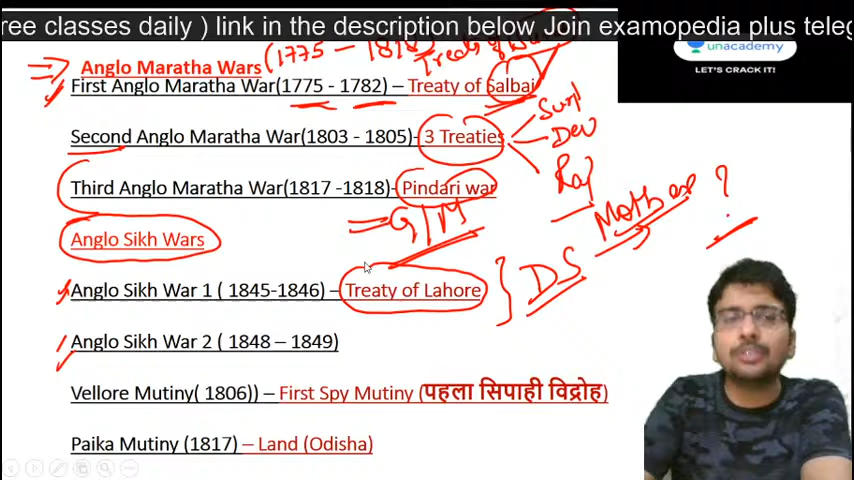 ree classes daily ) link in the description below Join examopedia plus teleg
unacademy
LET'S CRACK IT!
(1775 - 1818)
Anglo Maratha Wars
First Anglo Maratha War(1775 - 1782) – Treaty of Salbai
Second Anglo Maratha War(1803 - 1805)- 3 Treaties
Surj
Dev
Raj
Third Anglo Maratha War(1817 -1818)- Pindari war
G/M
Anglo Sikh Wars
Anglo Sikh War 1 ( 1845-1846) – Treaty of Lahore
DS
?
Anglo Sikh War 2 ( 1848 – 1849)
Vellore Mutiny( 1806)) – First Spy Mutiny (पहला सिपाही विद्रोह)
Paika Mutiny (1817) – Land (Odisha)